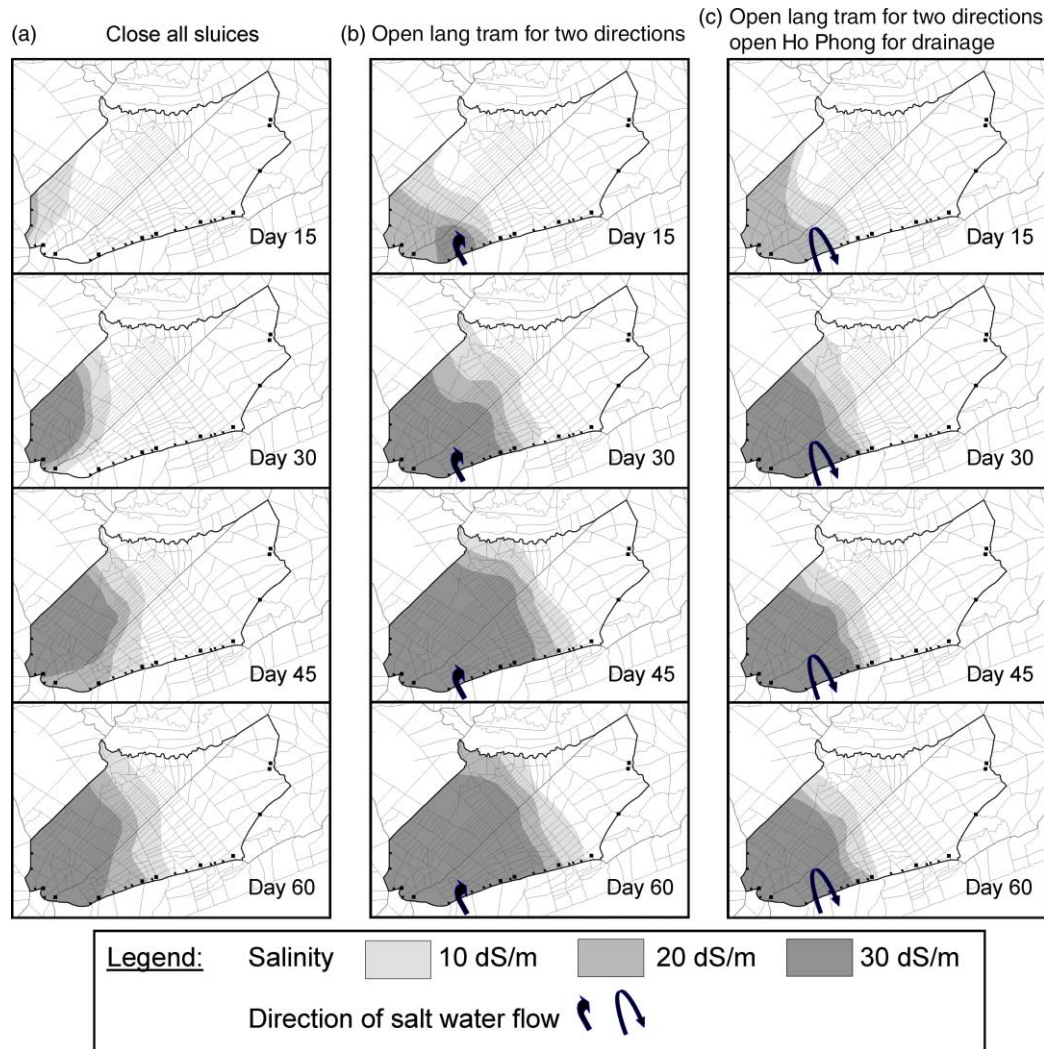 (a) Close all sluices
(b) Open lang tram for two directions
(c) Open lang tram for two directions
open Ho Phong for drainage
Day 15
Day 15
Day 15
Day 30
Day 30
Day 30
Day 45
Day 45
Day 45
Day 60
Day 60
Day 60
Legend: Salinity 10 dS/m 20 dS/m 30 dS/m
Direction of salt water flow